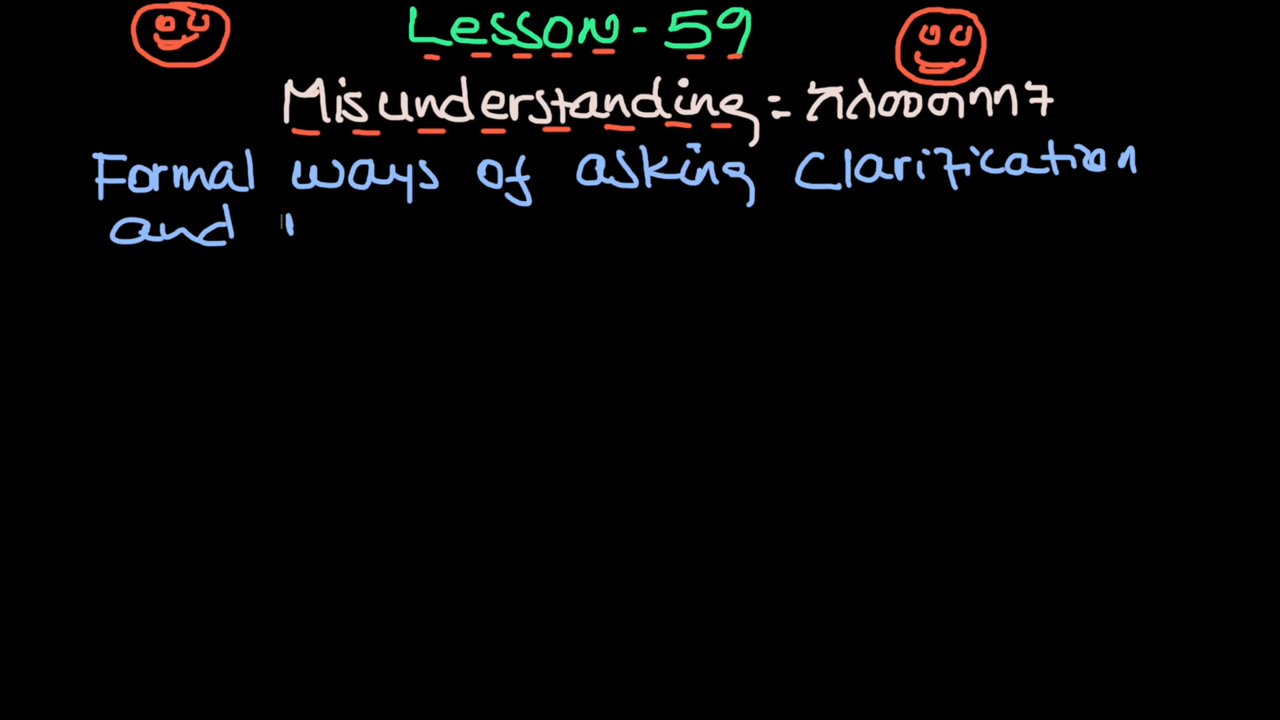 Lesson - 59
Misunderstanding = አለመግባባት
Formal ways of asking clarification
and